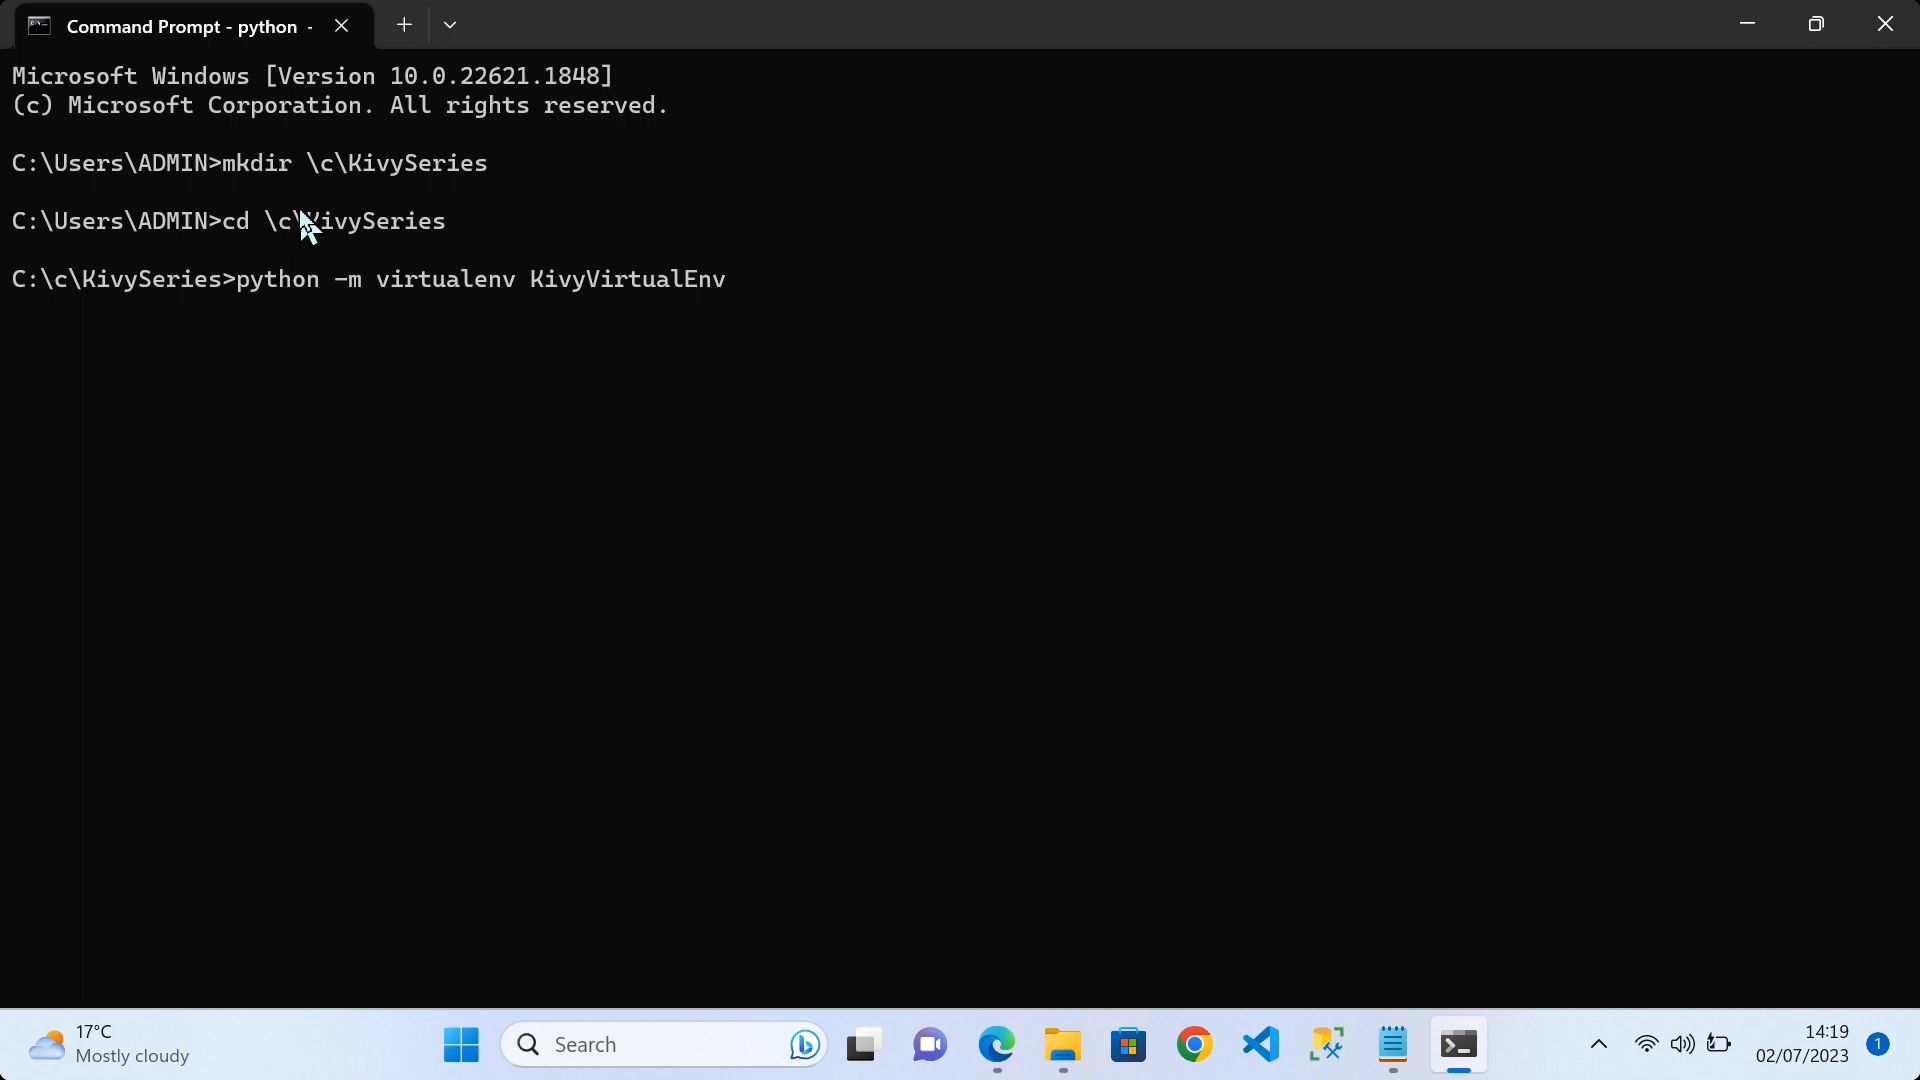 Command Prompt - python -
Microsoft Windows [Version 10.0.22621.1848]
(c) Microsoft Corporation. All rights reserved.
C:\Users\ADMIN>mkdir \c\KivySeries
C:\Users\ADMIN>cd \c\KivySeries
C:\c\KivySeries>python -m virtualenv KivyVirtualEnv
17°C
Mostly cloudy
Search
14:19
02/07/2023
1